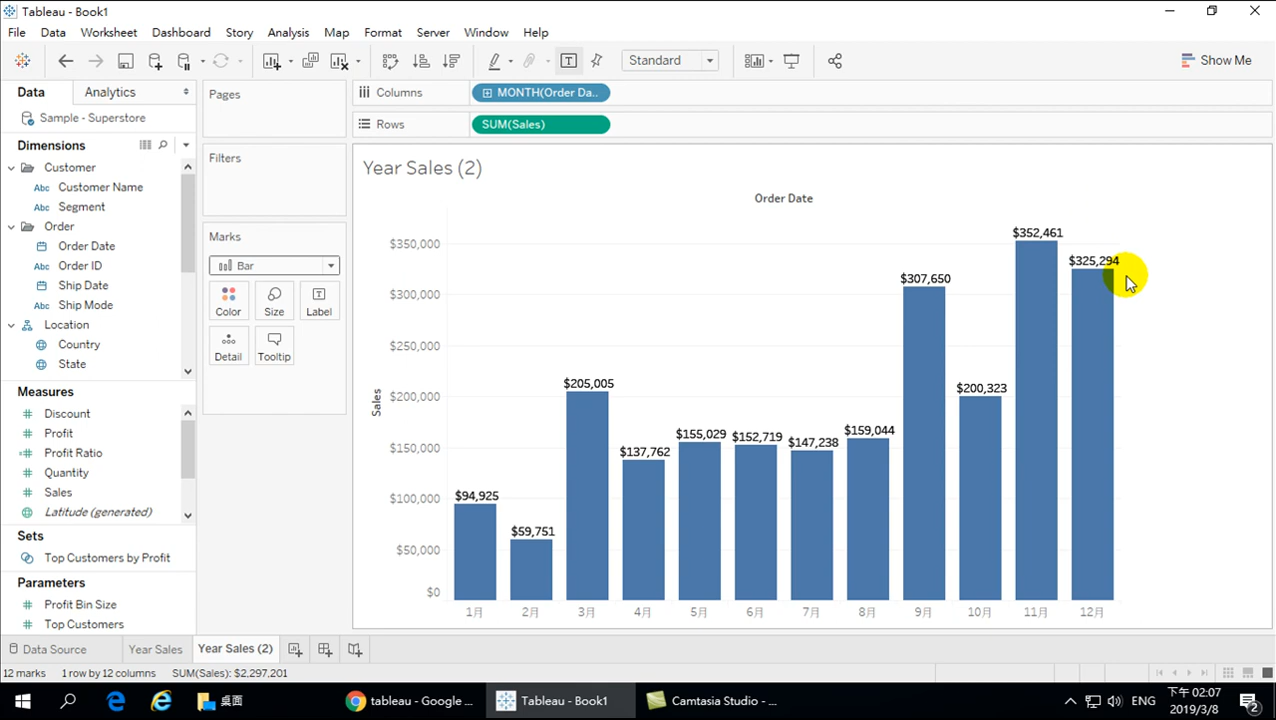 Tableau - Book1
File Data Worksheet Dashboard Story Analysis Map Format Server Window Help
Standard
Show Me
Data Analytics
Sample - Superstore
Dimensions
Customer
Abc Customer Name
Abc Segment
Order
Order Date
Abc Order ID
Ship Date
Abc Ship Mode
Location
Country
State
Measures
Discount
Profit
Profit Ratio
Quantity
Sales
Latitude (generated)
Sets
Top Customers by Profit
Parameters
Profit Bin Size
Top Customers
Pages
Filters
Marks
Bar
Color Size Label
Detail Tooltip
Columns MONTH(Order Da..
Rows SUM(Sales)
Year Sales (2)
Order Date
Sales
$350,000
$300,000
$250,000
$200,000
$150,000
$100,000
$50,000
$0
$94,925
$59,751
$205,005
$137,762
$155,029
$152,719
$147,238
$159,044
$307,650
$200,323
$352,461
$325,294
1月 2月 3月 4月 5月 6月 7月 8月 9月 10月 11月 12月
Data Source Year Sales Year Sales (2)
12 marks 1 row by 12 columns SUM(Sales): $2,297,201
桌面 tableau - Google ... Tableau - Book1 Camtasia Studio - ...
ENG
下午 02:07
2019/3/8
2